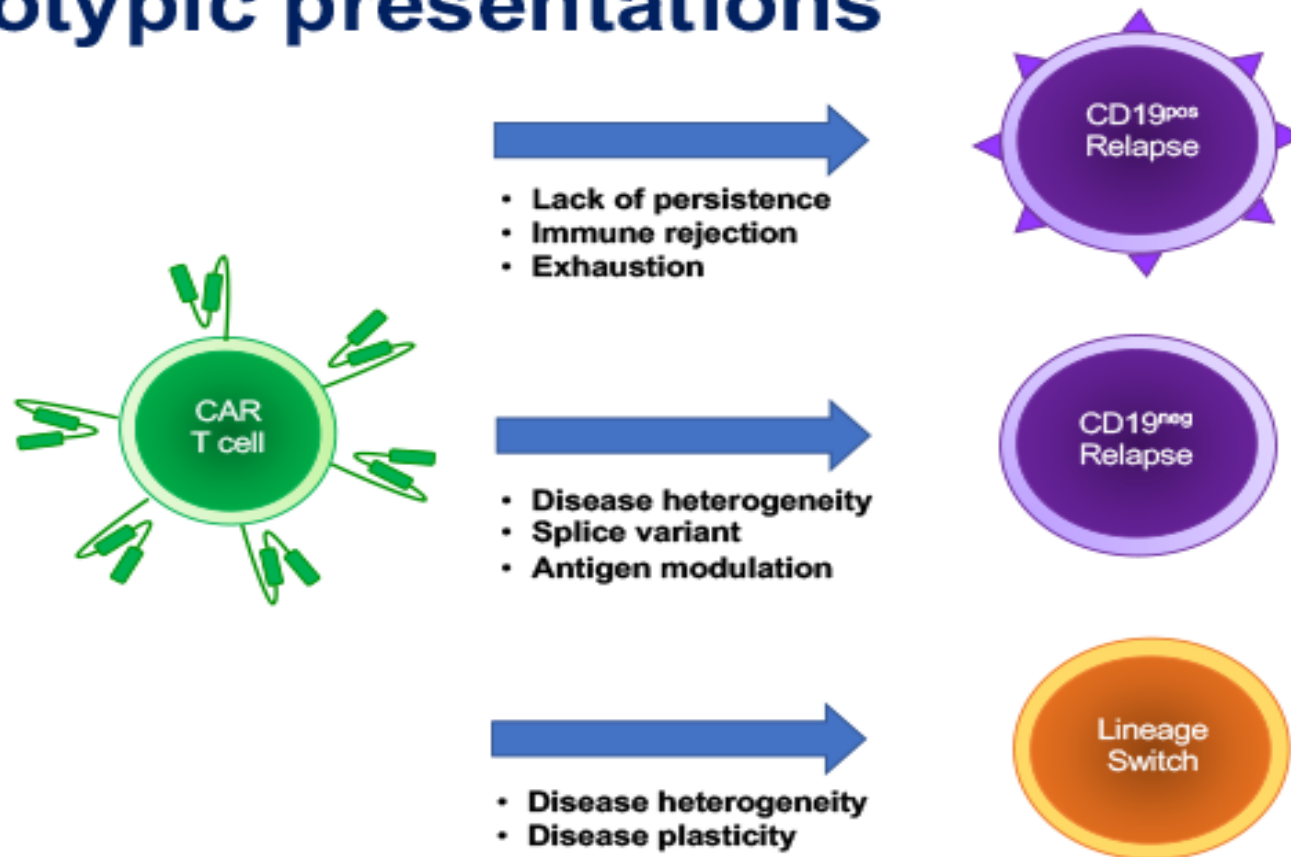 otypic presentations
CD19pos
Relapse
• Lack of persistence
• Immune rejection
• Exhaustion
CAR
T cell
CD19neg
Relapse
• Disease heterogeneity
• Splice variant
• Antigen modulation
Lineage
Switch
• Disease heterogeneity
• Disease plasticity